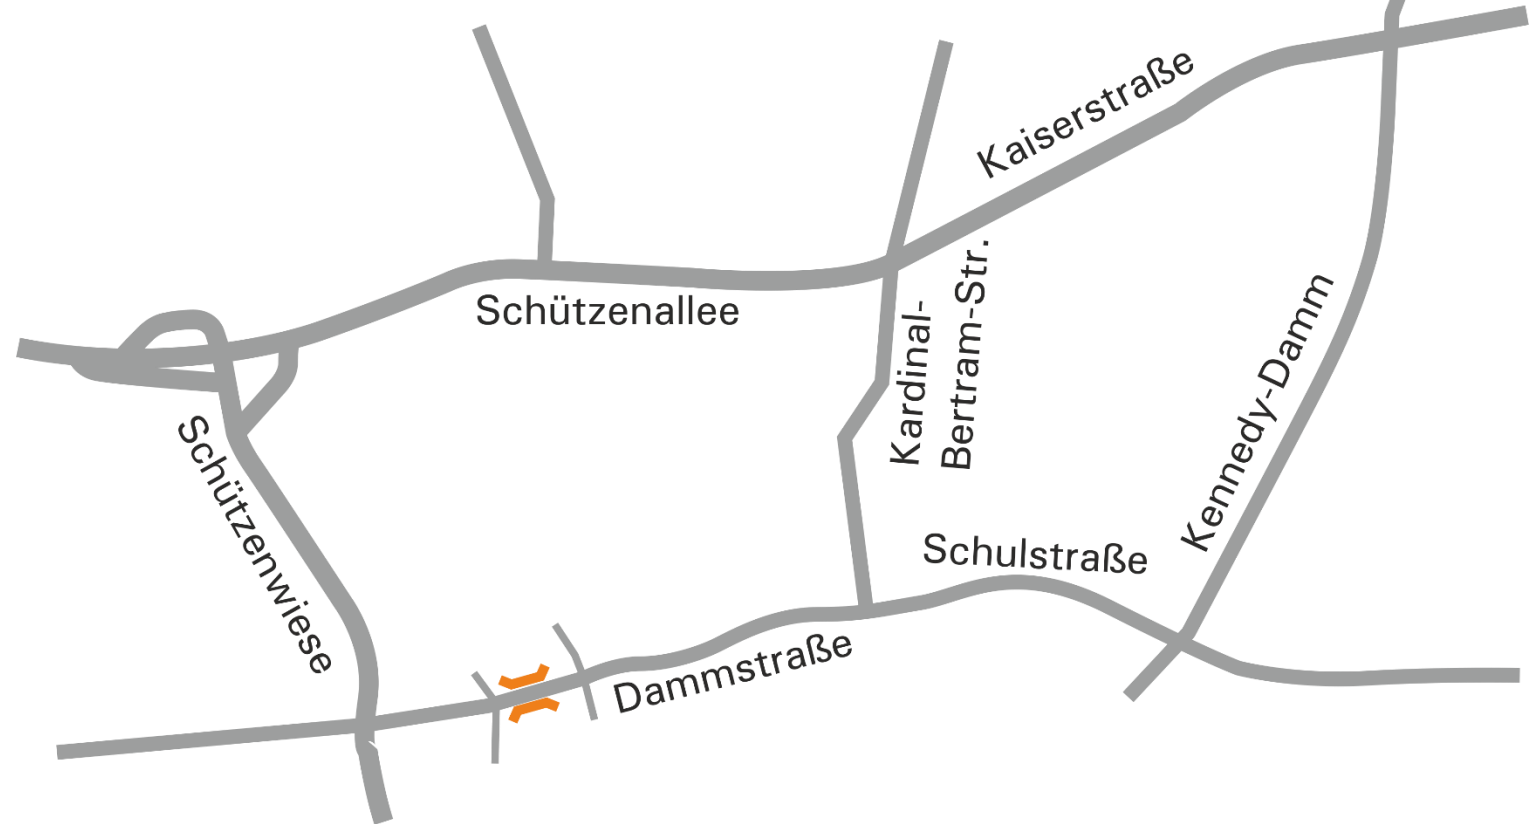 Kaiserstraße
Schützenallee
Kardinal-
Bertram-Str.
Kennedy-Damm
Schützenwiese
Schulstraße
Dammstraße